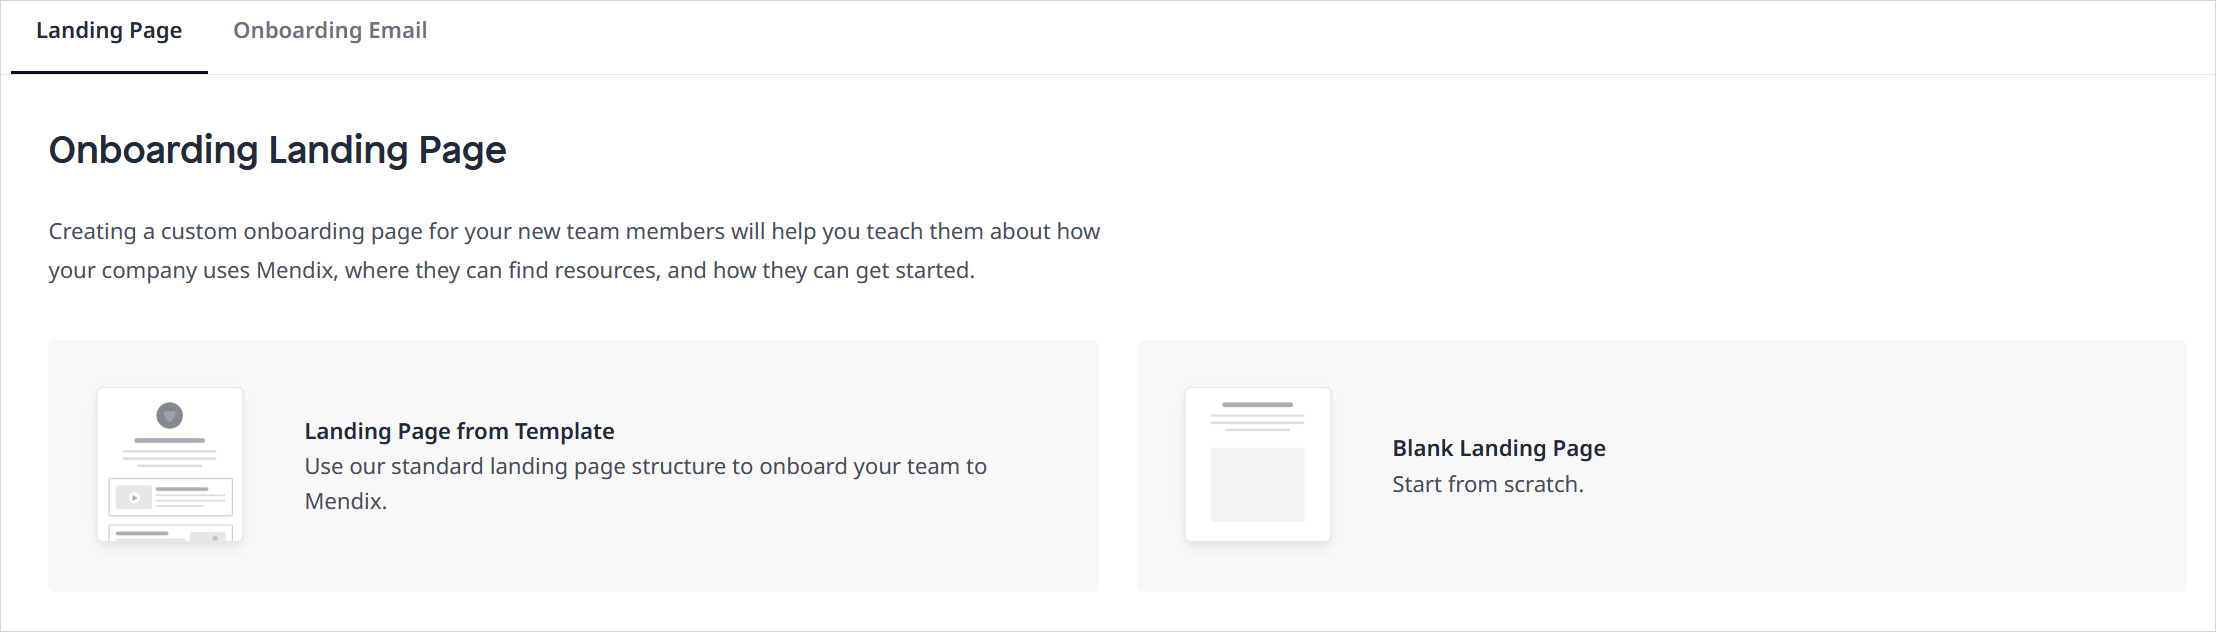 Landing Page
Onboarding Email
Onboarding Landing Page
Creating a custom onboarding page for your new team members will help you teach them about how
your company uses Mendix, where they can find resources, and how they can get started.
Landing Page from Template
Use our standard landing page structure to onboard your team to
Mendix.
Blank Landing Page
Start from scratch.